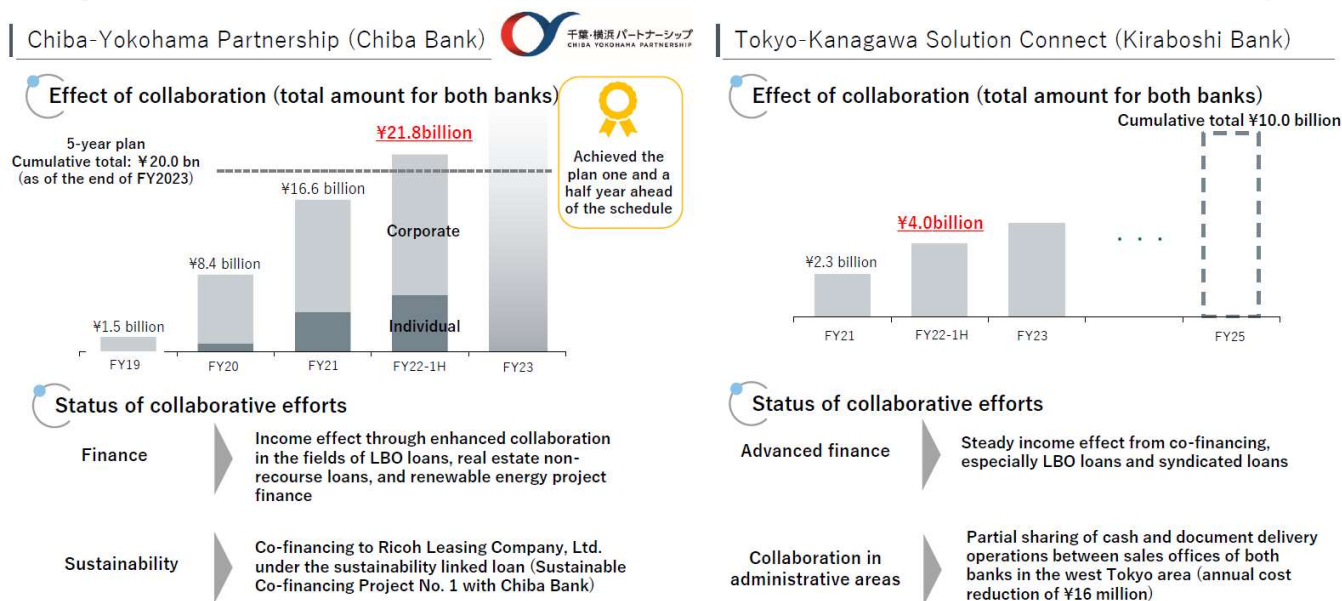 Chiba-Yokohama Partnership (Chiba Bank)
千葉・横浜パートナーシップ
CHIBA YOKOHAMA PARTNERSHIP
Effect of collaboration (total amount for both banks)
5-year plan
Cumulative total: ¥20.0 bn
(as of the end of FY2023)
¥21.8billion
¥16.6 billion
¥8.4 billion
¥1.5 billion
Corporate
Individual
FY19
FY20
FY21
FY22-1H
FY23
Achieved the
plan one and a
half year ahead
of the schedule
Status of collaborative efforts
Finance
Income effect through enhanced collaboration
in the fields of LBO loans, real estate non-
recourse loans, and renewable energy project
finance
Sustainability
Co-financing to Ricoh Leasing Company, Ltd.
under the sustainability linked loan (Sustainable
Co-financing Project No. 1 with Chiba Bank)
Tokyo-Kanagawa Solution Connect (Kiraboshi Bank)
Effect of collaboration (total amount for both banks)
Cumulative total ¥10.0 billion
¥4.0billion
¥2.3 billion
. . .
FY21
FY22-1H
FY23
FY25
Status of collaborative efforts
Advanced finance
Steady income effect from co-financing,
especially LBO loans and syndicated loans
Collaboration in
administrative areas
Partial sharing of cash and document delivery
operations between sales offices of both
banks in the west Tokyo area (annual cost
reduction of ¥16 million)